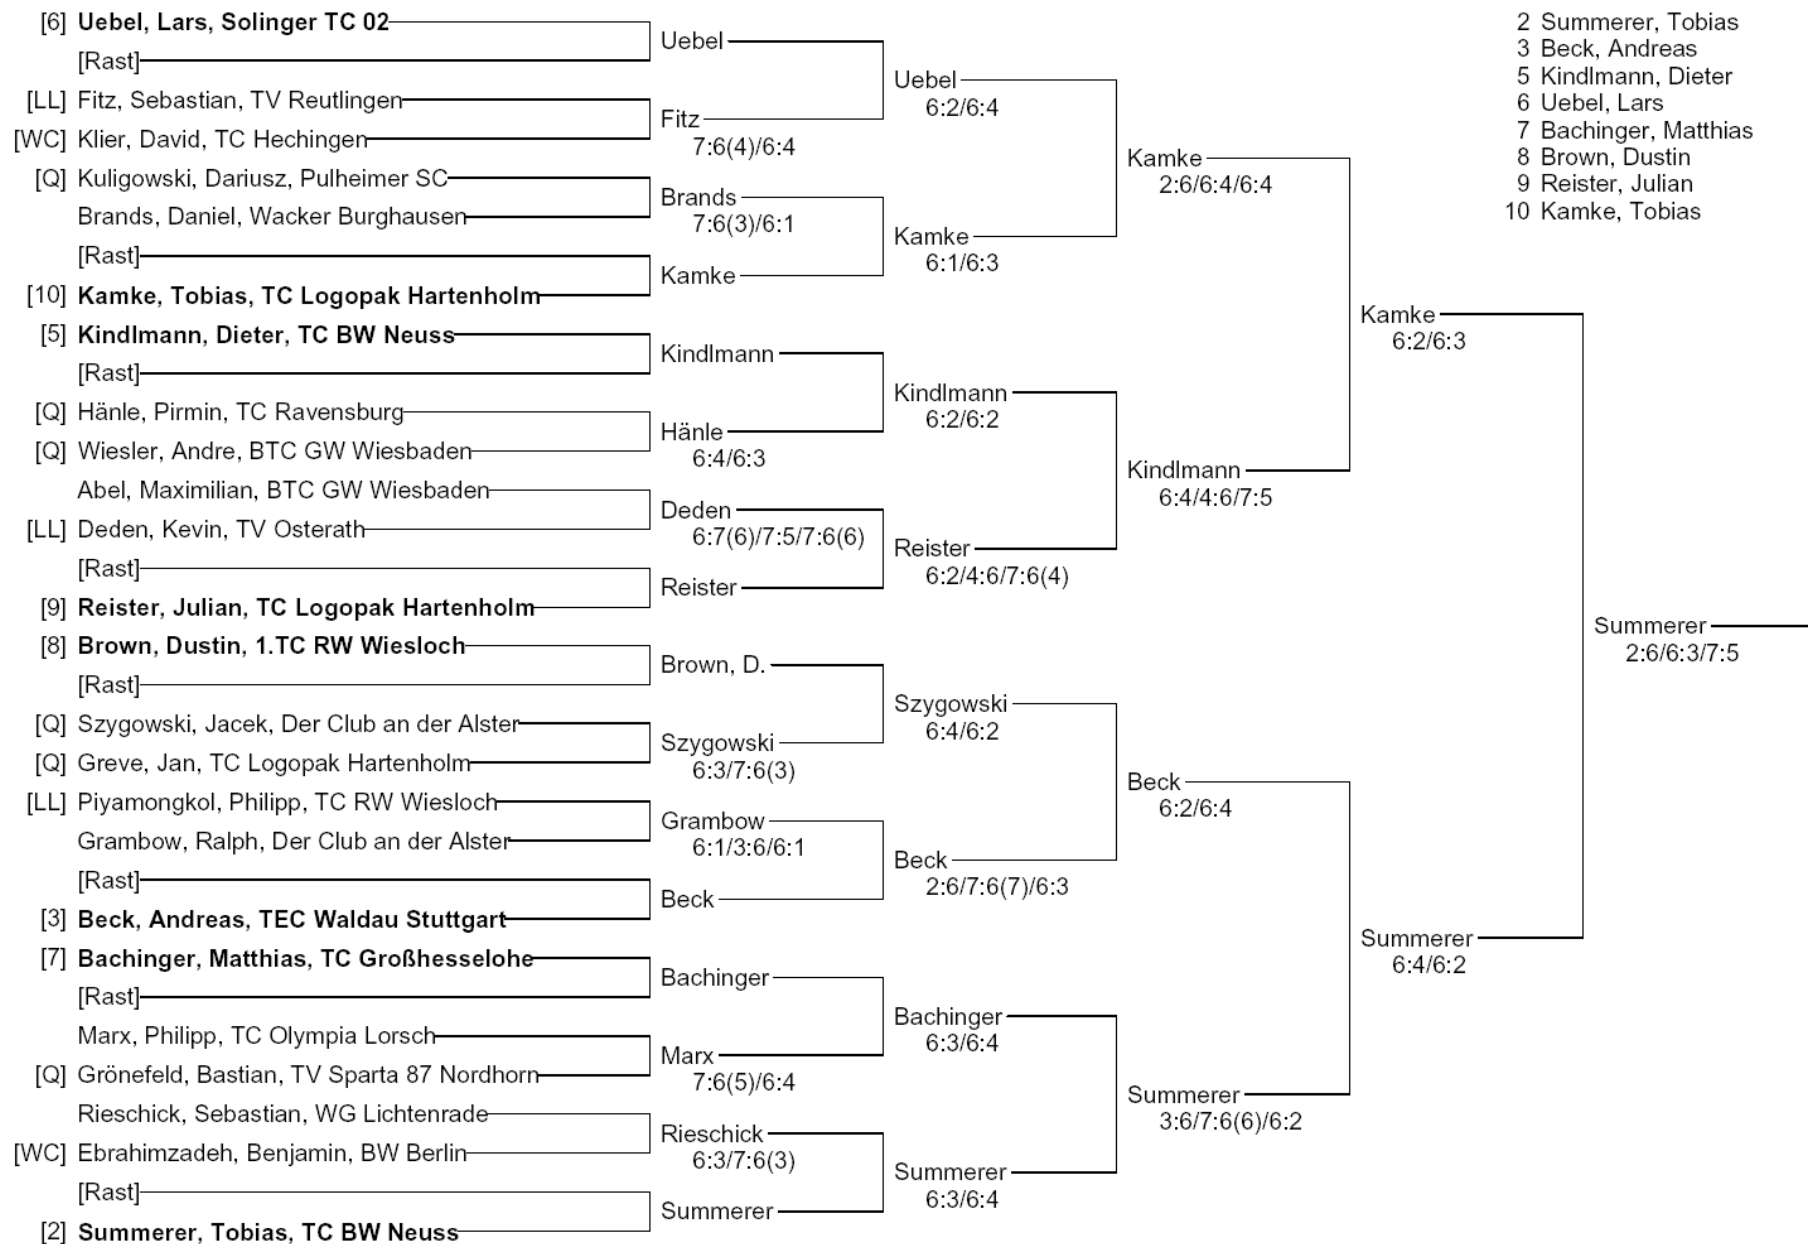 [6] Uebel, Lars, Solinger TC 02
[Rast]
[LL] Fitz, Sebastian, TV Reutlingen
[WC] Klier, David, TC Hechingen
[Q] Kuligowski, Dariusz, Pulheimer SC
Brands, Daniel, Wacker Burghausen
[Rast]
[10] Kamke, Tobias, TC Logopak Hartenholm
[5] Kindlmann, Dieter, TC BW Neuss
[Rast]
[Q] Hänle, Pirmin, TC Ravensburg
[Q] Wiesler, Andre, BTC GW Wiesbaden
Abel, Maximilian, BTC GW Wiesbaden
[LL] Deden, Kevin, TV Osterath
[Rast]
[9] Reister, Julian, TC Logopak Hartenholm
[8] Brown, Dustin, 1.TC RW Wiesloch
[Rast]
[Q] Szygowski, Jacek, Der Club an der Alster
[Q] Greve, Jan, TC Logopak Hartenholm
[LL] Piyamongkol, Philipp, TC RW Wiesloch
Grambow, Ralph, Der Club an der Alster
[Rast]
[3] Beck, Andreas, TEC Waldau Stuttgart
[7] Bachinger, Matthias, TC Großhesselohe
[Rast]
Marx, Philipp, TC Olympia Lorsch
[Q] Grönefeld, Bastian, TV Sparta 87 Nordhorn
Rieschick, Sebastian, WG Lichtenrade
[WC] Ebrahimzadeh, Benjamin, BW Berlin
[Rast]
[2] Summerer, Tobias, TC BW Neuss
Uebel
Fitz
7:6(4)/6:4
Brands
7:6(3)/6:1
Kamke
Kindlmann
Hänle
6:4/6:3
Deden
6:7(6)/7:5/7:6(6)
Reister
Brown, D.
Szygowski
6:3/7:6(3)
Grambow
6:1/3:6/6:1
Beck
Bachinger
Marx
7:6(5)/6:4
Rieschick
6:3/7:6(3)
Summerer
Uebel
6:2/6:4
Kamke
6:1/6:3
Kindlmann
6:2/6:2
Reister
6:2/4:6/7:6(4)
Szygowski
6:4/6:2
Beck
2:6/7:6(7)/6:3
Bachinger
6:3/6:4
Summerer
6:3/6:4
Kamke
2:6/6:4/6:4
Kindlmann
6:4/4:6/7:5
Beck
6:2/6:4
Summerer
3:6/7:6(6)/6:2
Kamke
6:2/6:3
Summerer
6:4/6:2
Summerer
2:6/6:3/7:5
2 Summerer, Tobias
3 Beck, Andreas
5 Kindlmann, Dieter
6 Uebel, Lars
7 Bachinger, Matthias
8 Brown, Dustin
9 Reister, Julian
10 Kamke, Tobias